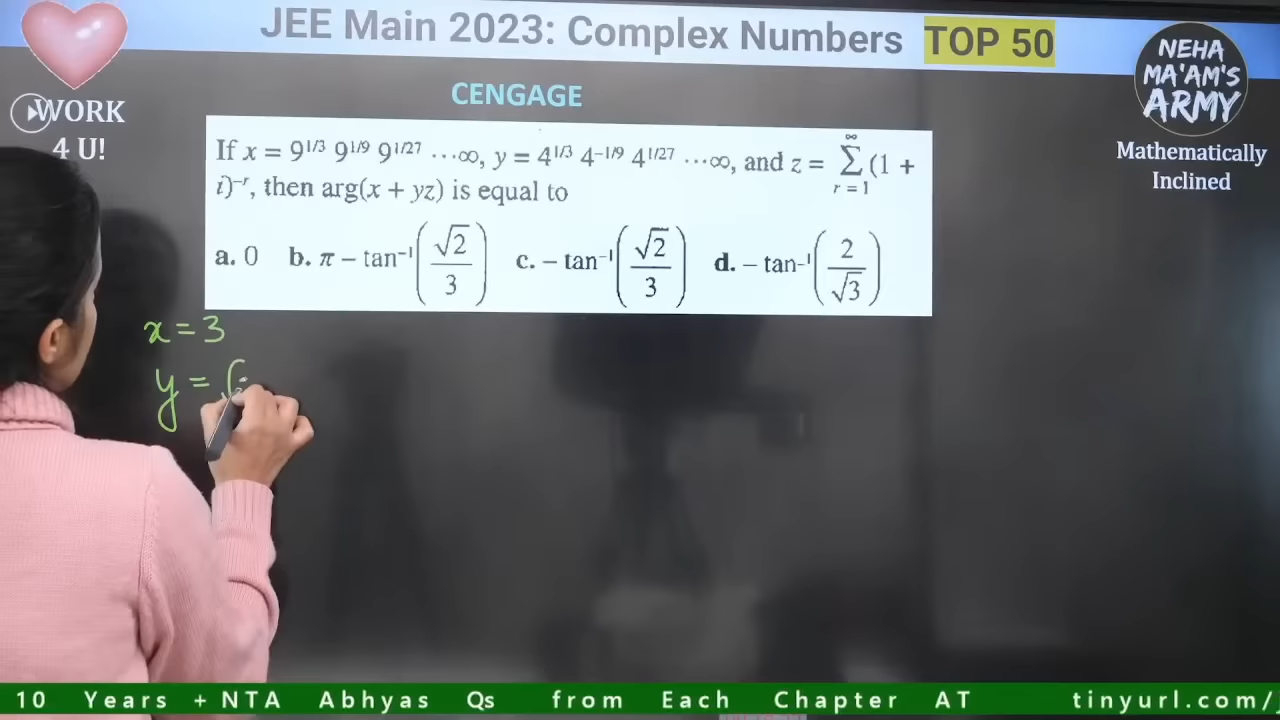 JEE Main 2023: Complex Numbers TOP 50
WORK
4 U!
NEHA
MA'AM'S
ARMY
Mathematically
Inclined
CENGAGE
If x = 9^{1/3} 9^{1/9} 9^{1/27} ⋯∞, y = 4^{1/3} 4^{-1/9} 4^{1/27} ⋯∞, and z = \sum_{r=1}^{∞} (1 +
i)^{-r}, then arg(x + yz) is equal to
a. 0 b. π − tan^{-1}(√2/3) c. − tan^{-1}(√2/3) d. − tan^{-1}(2/√3)
x = 3
y =
10 Years + NTA Abhyas Qs from Each Chapter AT tinyurl.com/